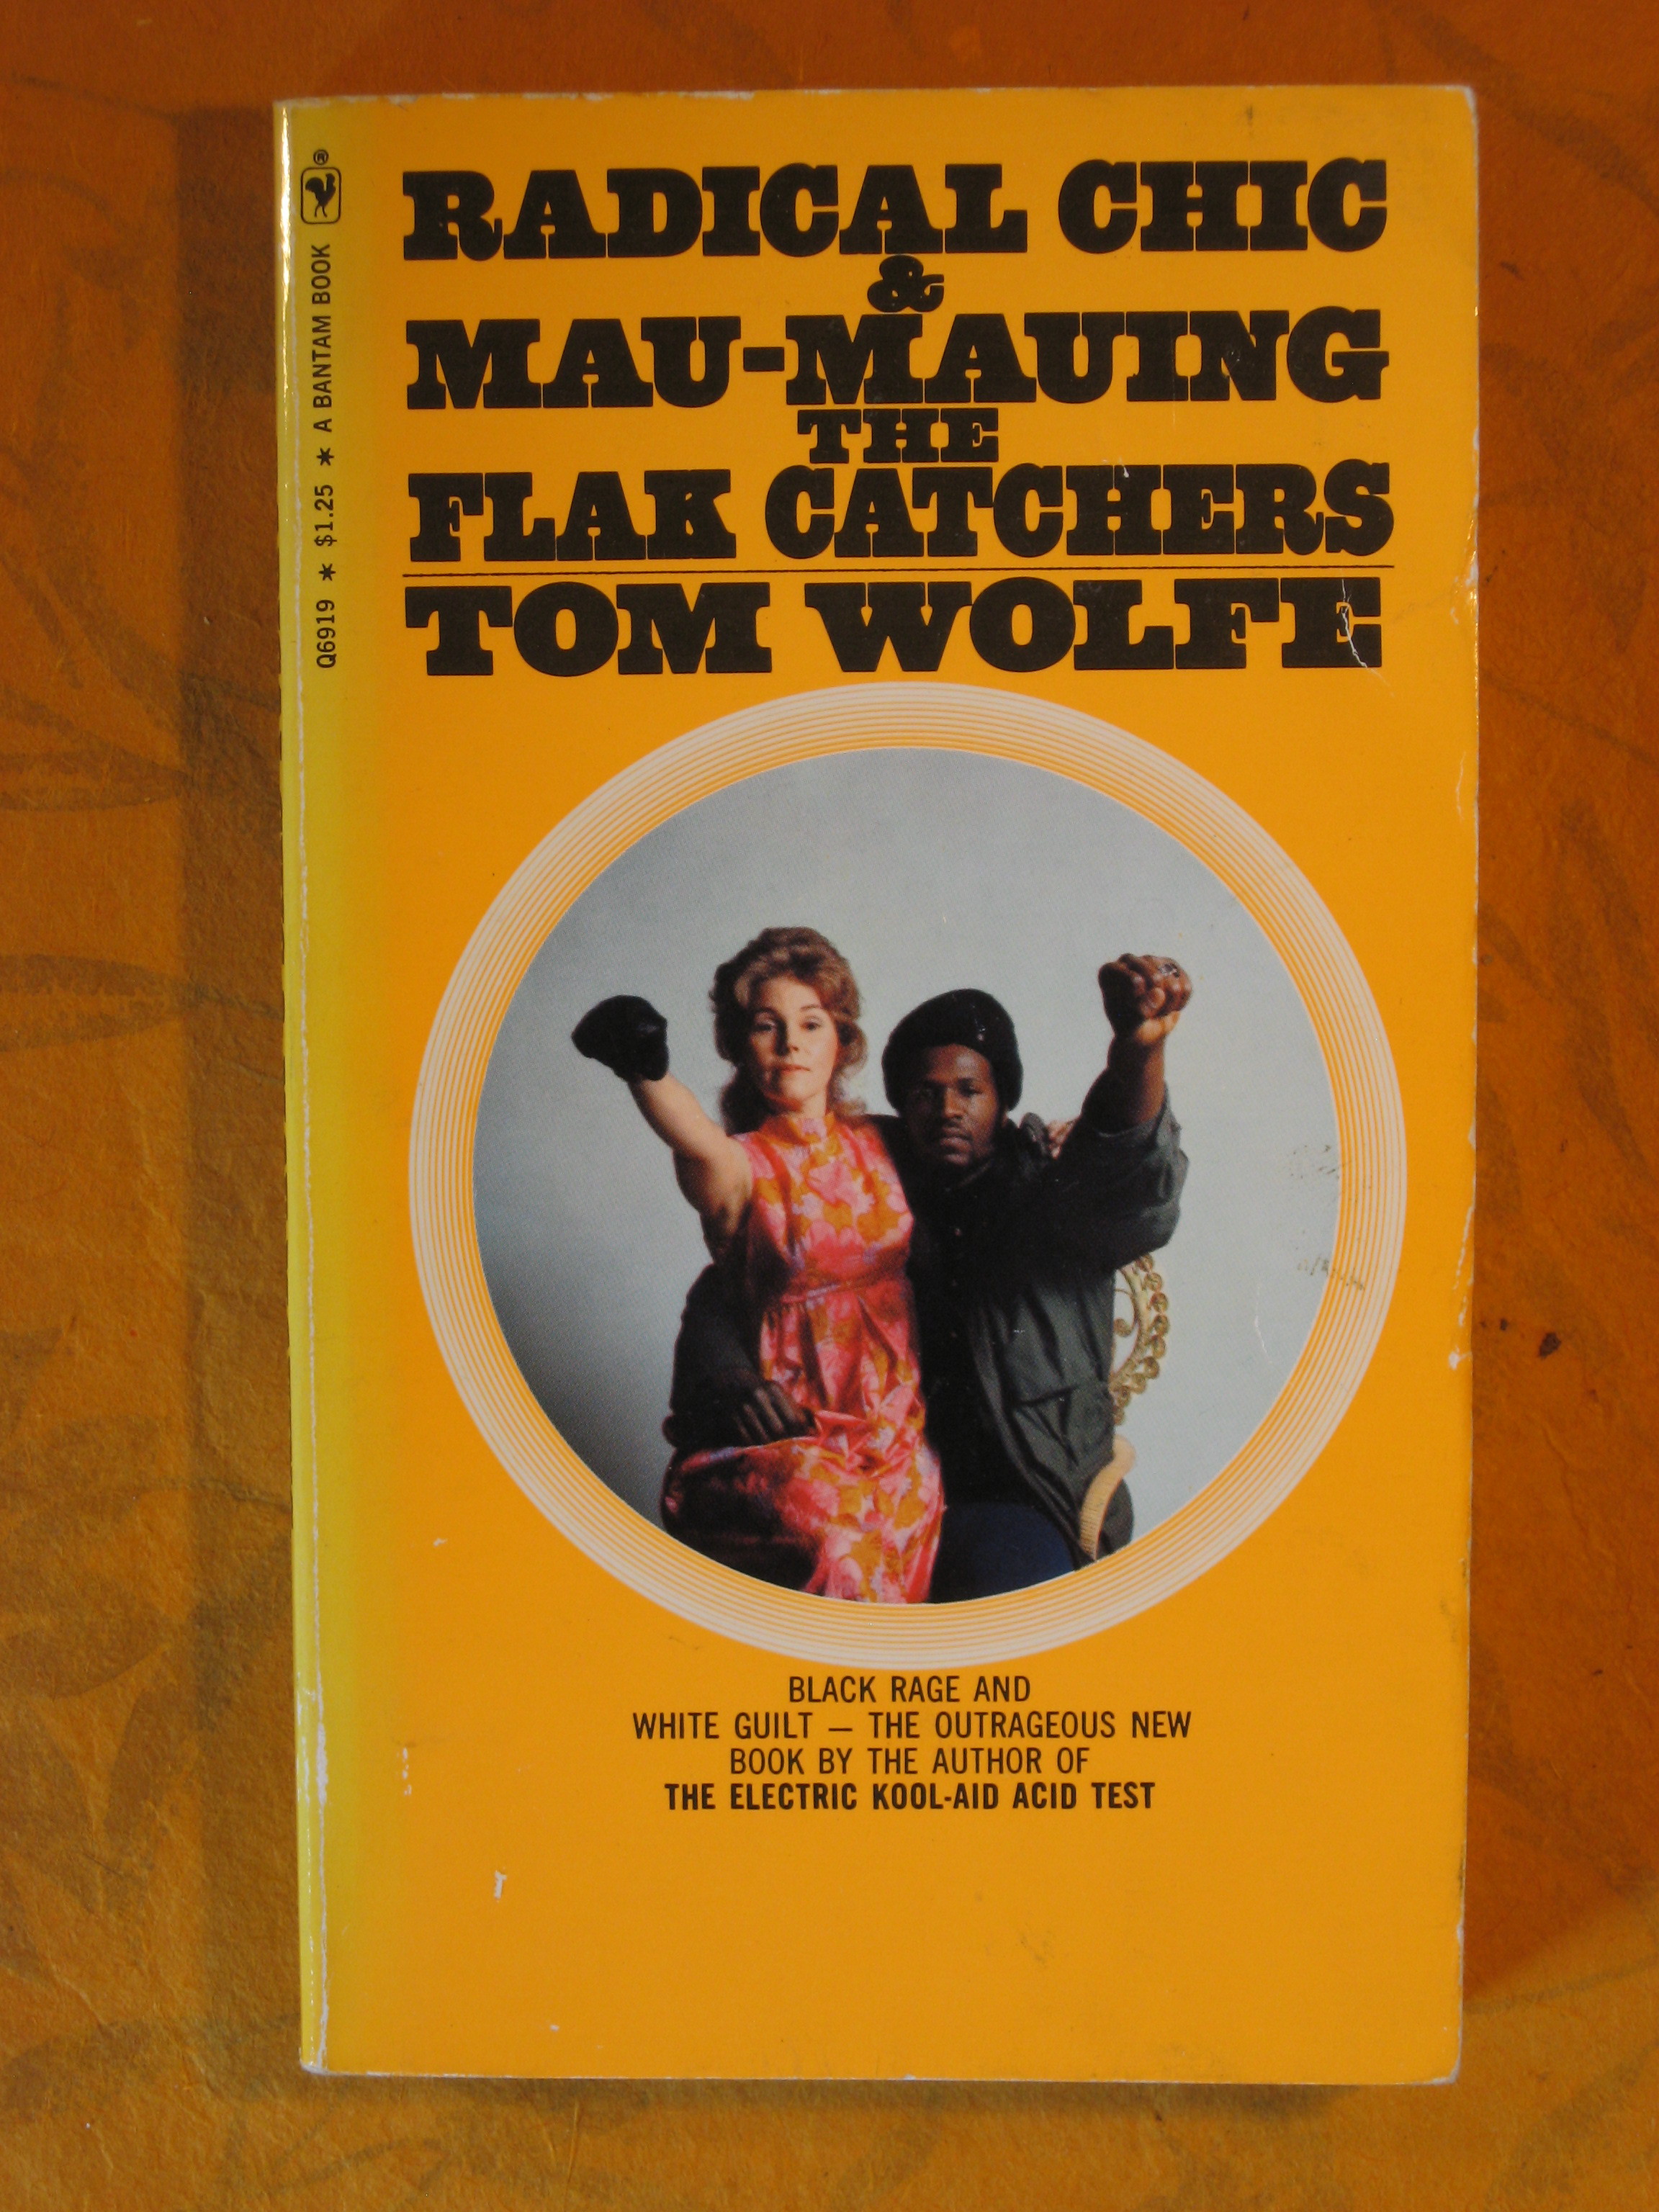 RADICAL CHIC
&
MAU-MAUING
THE
FLAK CATCHERS
TOM WOLFE
BLACK RAGE AND
WHITE GUILT — THE OUTRAGEOUS NEW
BOOK BY THE AUTHOR OF
THE ELECTRIC KOOL-AID ACID TEST
Q6919 * $1.25 * A BANTAM BOOK ®